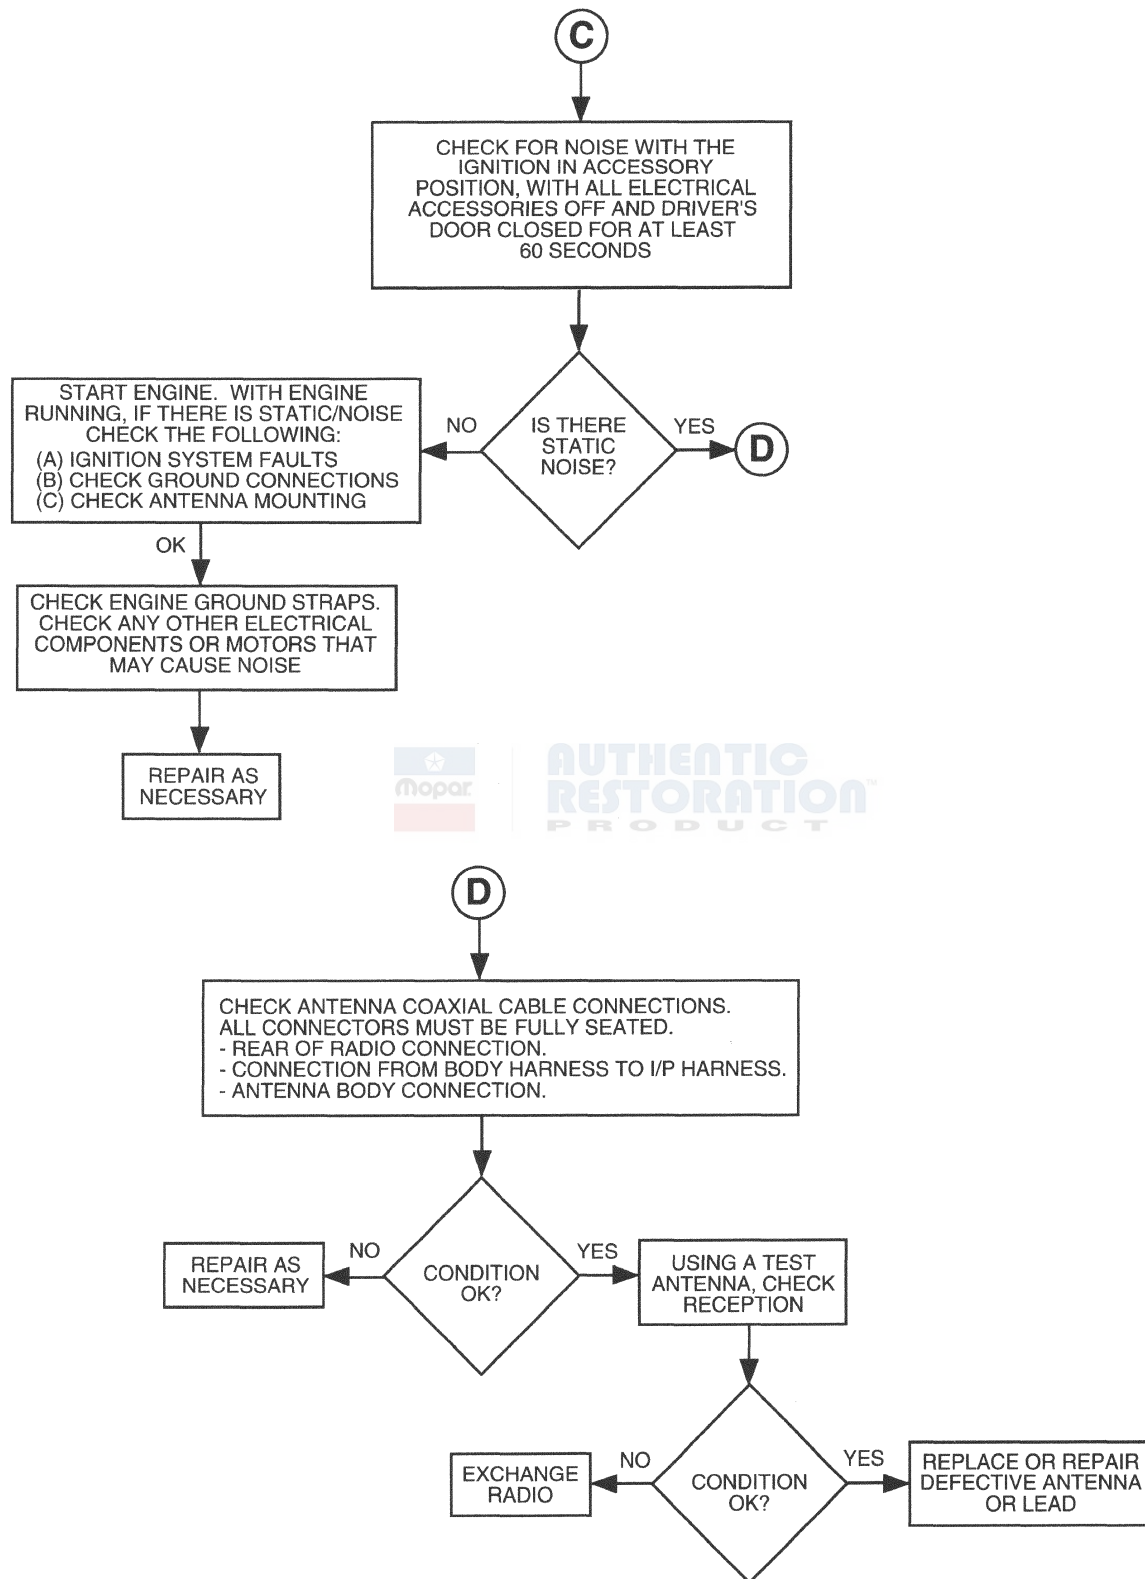 C
CHECK FOR NOISE WITH THE
IGNITION IN ACCESSORY
POSITION, WITH ALL ELECTRICAL
ACCESSORIES OFF AND DRIVER'S
DOOR CLOSED FOR AT LEAST
60 SECONDS
IS THERE
STATIC
NOISE?
NO
YES
D
START ENGINE. WITH ENGINE
RUNNING, IF THERE IS STATIC/NOISE
CHECK THE FOLLOWING:
(A) IGNITION SYSTEM FAULTS
(B) CHECK GROUND CONNECTIONS
(C) CHECK ANTENNA MOUNTING
OK
CHECK ENGINE GROUND STRAPS.
CHECK ANY OTHER ELECTRICAL
COMPONENTS OR MOTORS THAT
MAY CAUSE NOISE
REPAIR AS
NECESSARY
Mopar
AUTHENTIC
RESTORATION™
PRODUCT
D
CHECK ANTENNA COAXIAL CABLE CONNECTIONS.
ALL CONNECTORS MUST BE FULLY SEATED.
- REAR OF RADIO CONNECTION.
- CONNECTION FROM BODY HARNESS TO I/P HARNESS.
- ANTENNA BODY CONNECTION.
CONDITION
OK?
NO
REPAIR AS
NECESSARY
YES
USING A TEST
ANTENNA, CHECK
RECEPTION
CONDITION
OK?
NO
EXCHANGE
RADIO
YES
REPLACE OR REPAIR
DEFECTIVE ANTENNA
OR LEAD